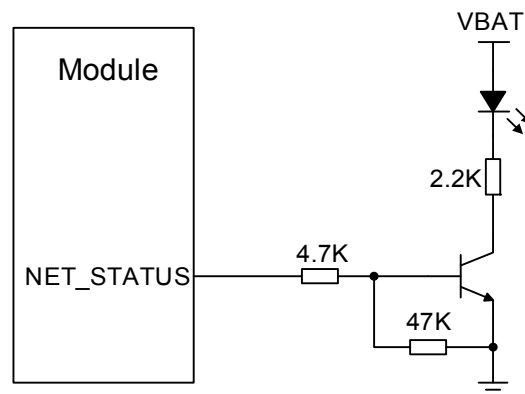 VBAT
Module
2.2K
4.7K
NET_STATUS
47K